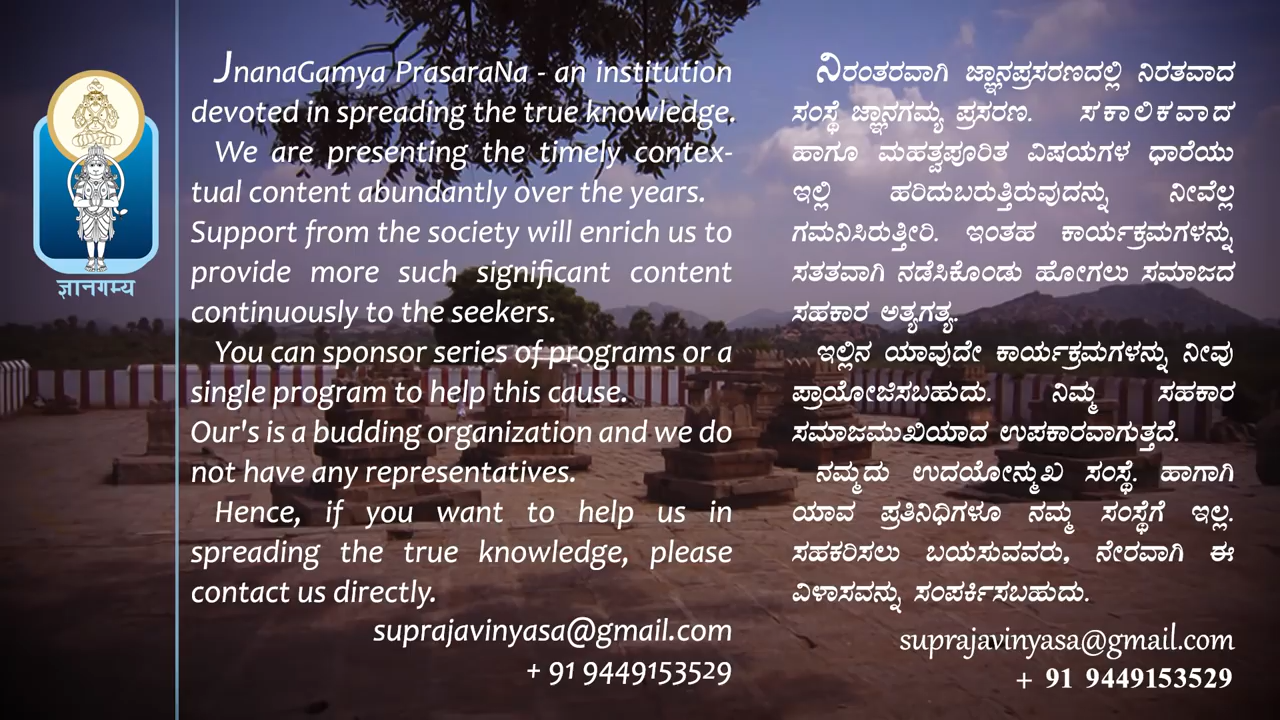 ज्ञानगम्य
JnanaGamya PrasaraNa - an institution
devoted in spreading the true knowledge.
We are presenting the timely contex-
tual content abundantly over the years.
Support from the society will enrich us to
provide more such significant content
continuously to the seekers.
You can sponsor series of programs or a
single program to help this cause.
Our's is a budding organization and we do
not have any representatives.
Hence, if you want to help us in
spreading the true knowledge, please
contact us directly.
suprajavinyasa@gmail.com
+ 91 9449153529
ನಿರಂತರವಾಗಿ ಜ್ಞಾನಪ್ರಸರಣದಲ್ಲಿ ನಿರತವಾದ
ಸಂಸ್ಥೆ ಜ್ಞಾನಗಮ್ಯ ಪ್ರಸರಣ. ಸಕಾಲಿಕವಾದ
ಹಾಗೂ ಮಹತ್ವಪೂರಿತ ವಿಷಯಗಳ ಧಾರೆಯು
ಇಲ್ಲಿ ಹರಿದುಬರುತ್ತಿರುವುದನ್ನು ನೀವೆಲ್ಲ
ಗಮನಿಸಿರುತ್ತೀರಿ. ಇಂತಹ ಕಾರ್ಯಕ್ರಮಗಳನ್ನು
ಸತತವಾಗಿ ನಡೆಸಿಕೊಂಡು ಹೋಗಲು ಸಮಾಜದ
ಸಹಕಾರ ಅತ್ಯಗತ್ಯ.
ಇಲ್ಲಿನ ಯಾವುದೇ ಕಾರ್ಯಕ್ರಮಗಳನ್ನು ನೀವು
ಪ್ರಾಯೋಜಿಸಬಹುದು. ನಿಮ್ಮ ಸಹಕಾರ
ಸಮಾಜಮುಖಿಯಾದ ಉಪಕಾರವಾಗುತ್ತದೆ.
ನಮ್ಮದು ಉದಯೋನ್ಮುಖ ಸಂಸ್ಥೆ. ಹಾಗಾಗಿ
ಯಾವ ಪ್ರತಿನಿಧಿಗಳೂ ನಮ್ಮ ಸಂಸ್ಥೆಗೆ ಇಲ್ಲ.
ಸಹಕರಿಸಲು ಬಯಸುವವರು, ನೇರವಾಗಿ ಈ
ವಿಳಾಸವನ್ನು ಸಂಪರ್ಕಿಸಬಹುದು.
suprajavinyasa@gmail.com
+ 91 9449153529